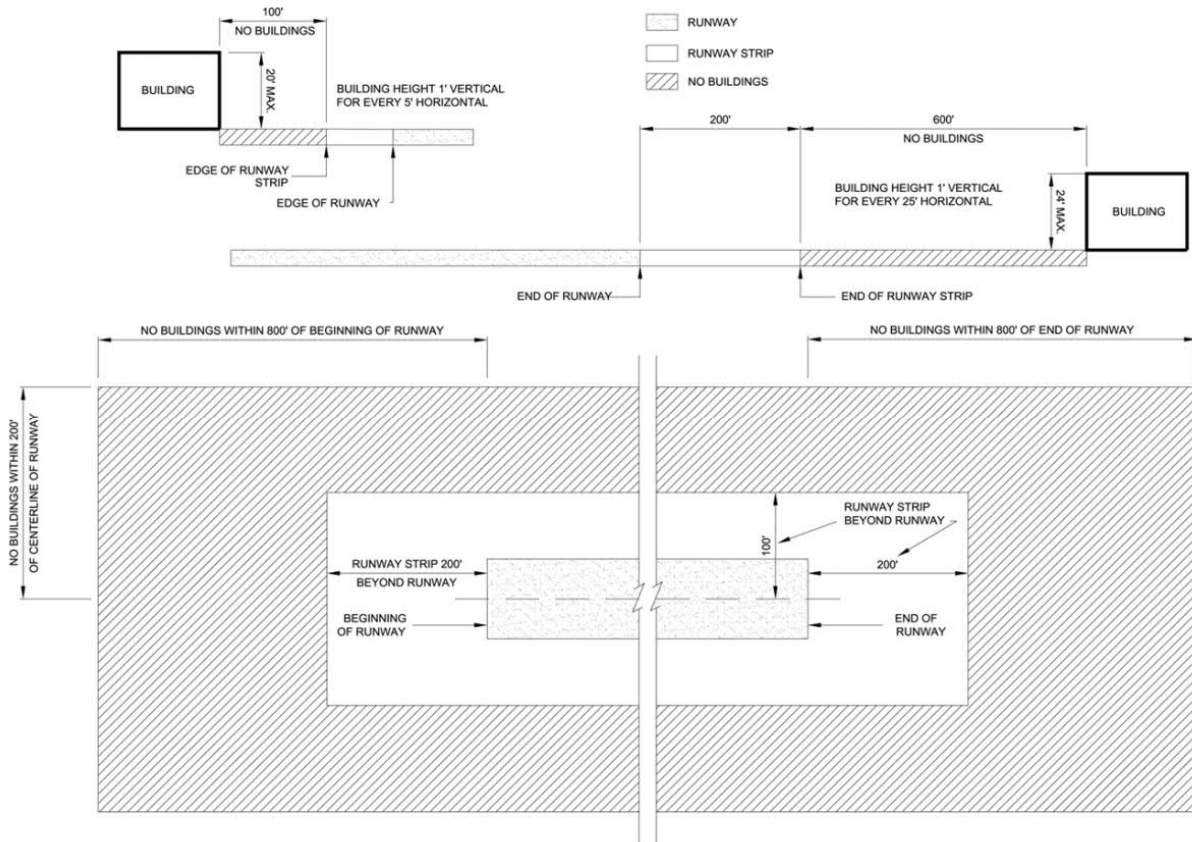 100'
NO BUILDINGS
BUILDING
20' MAX.
BUILDING HEIGHT 1' VERTICAL
FOR EVERY 5' HORIZONTAL
EDGE OF RUNWAY
STRIP
EDGE OF RUNWAY
RUNWAY
RUNWAY STRIP
NO BUILDINGS
200'
600'
NO BUILDINGS
BUILDING HEIGHT 1' VERTICAL
FOR EVERY 25' HORIZONTAL
24' MAX.
BUILDING
END OF RUNWAY
END OF RUNWAY STRIP
NO BUILDINGS WITHIN 800' OF BEGINNING OF RUNWAY
NO BUILDINGS WITHIN 800' OF END OF RUNWAY
NO BUILDINGS WITHIN 200'
OF CENTERLINE OF RUNWAY
RUNWAY STRIP
BEYOND RUNWAY
100'
RUNWAY STRIP 200'
BEYOND RUNWAY
200'
BEGINNING
OF RUNWAY
END OF
RUNWAY